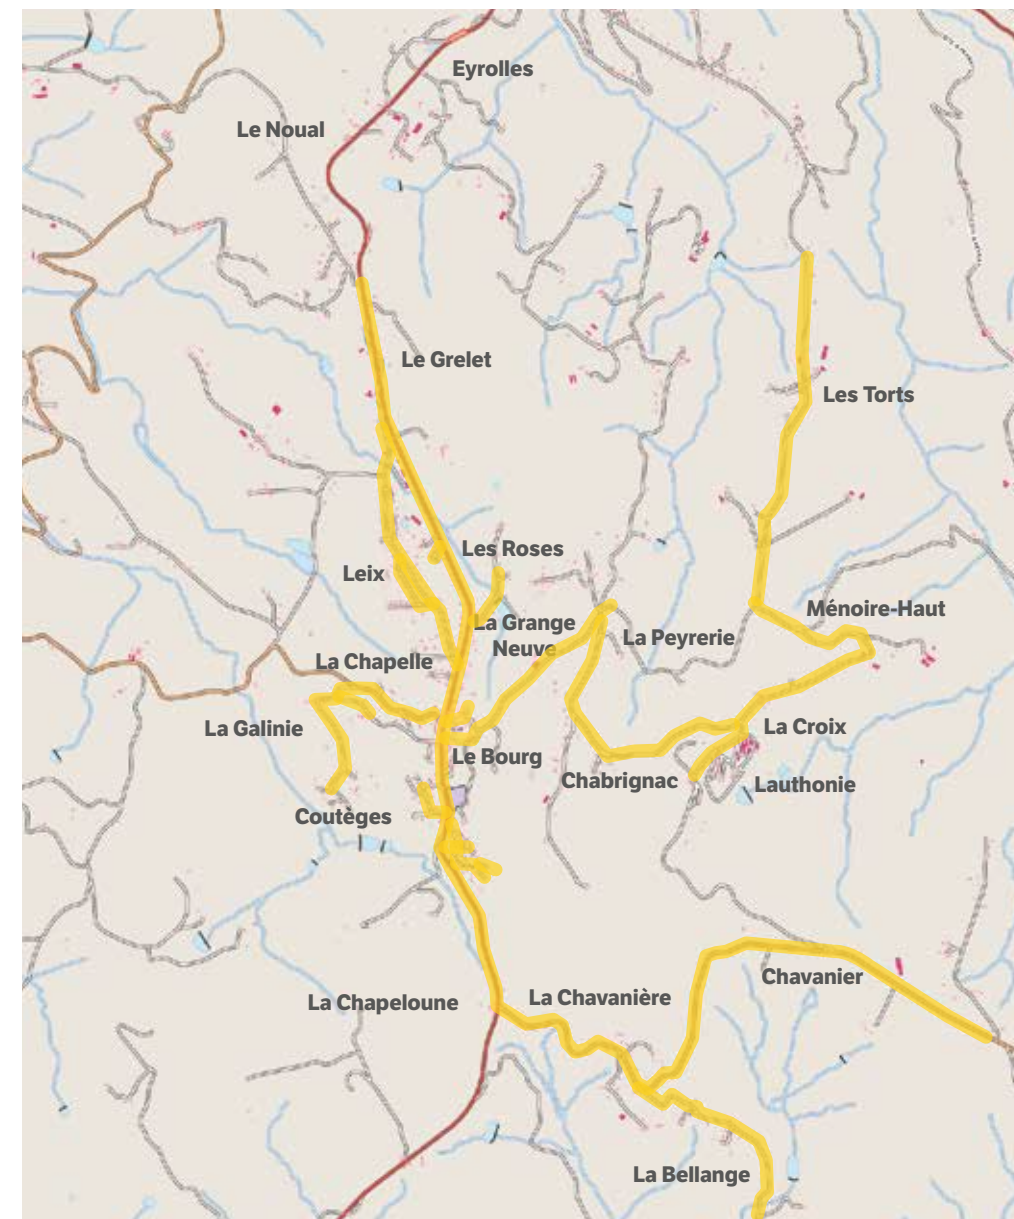 Eyrolles
Le Noual
Le Grelet
Les Torts
Les Roses
Leix
Ménoire-Haut
La Grange
Neuve
La Peyrerie
La Chapelle
La Galinie
La Croix
Le Bourg
Chabrignac
Lauthonie
Coutèges
Chavanier
La Chavanière
La Chapeloune
La Bellange